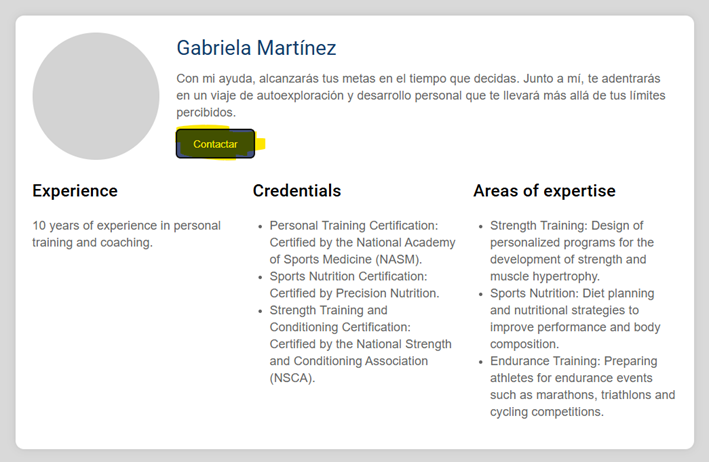 Gabriela Martínez
Con mi ayuda, alcanzarás tus metas en el tiempo que decidas. Junto a mí, te adentrarás
en un viaje de autoexploración y desarrollo personal que te llevará más allá de tus límites
percibidos.
Contactar
Experience
10 years of experience in personal
training and coaching.
Credentials
• Personal Training Certification:
Certified by the National Academy
of Sports Medicine (NASM).
• Sports Nutrition Certification:
Certified by Precision Nutrition.
• Strength Training and
Conditioning Certification:
Certified by the National Strength
and Conditioning Association
(NSCA).
Areas of expertise
• Strength Training: Design of
personalized programs for the
development of strength and
muscle hypertrophy.
• Sports Nutrition: Diet planning
and nutritional strategies to
improve performance and body
composition.
• Endurance Training: Preparing
athletes for endurance events
such as marathons, triathlons and
cycling competitions.